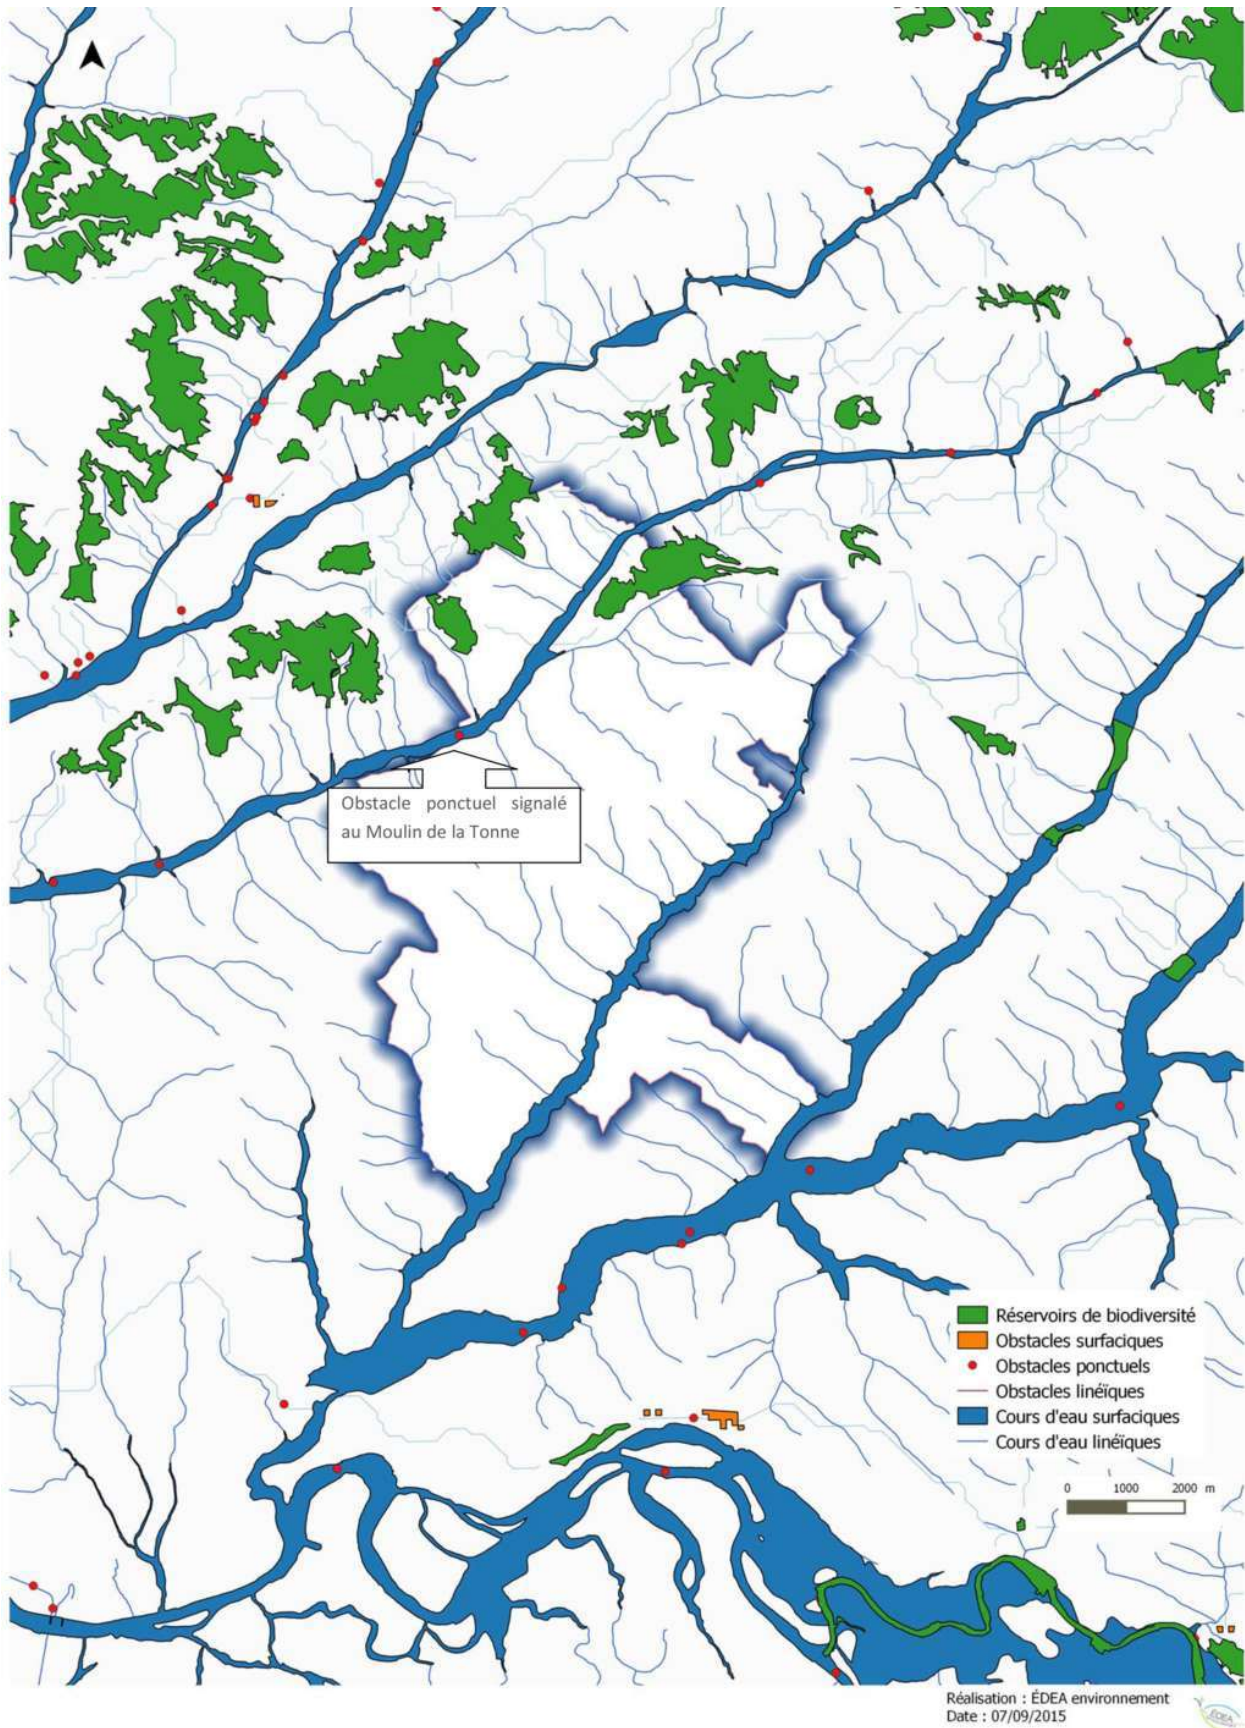 Obstacle ponctuel signalé
au Moulin de la Tonne
Réservoirs de biodiversité
Obstacles surfaciques
Obstacles ponctuels
Obstacles linéïques
Cours d'eau surfaciques
Cours d'eau linéïques
0 1000 2000 m
Réalisation : ÉDEA environnement
Date : 07/09/2015
ÉDEA